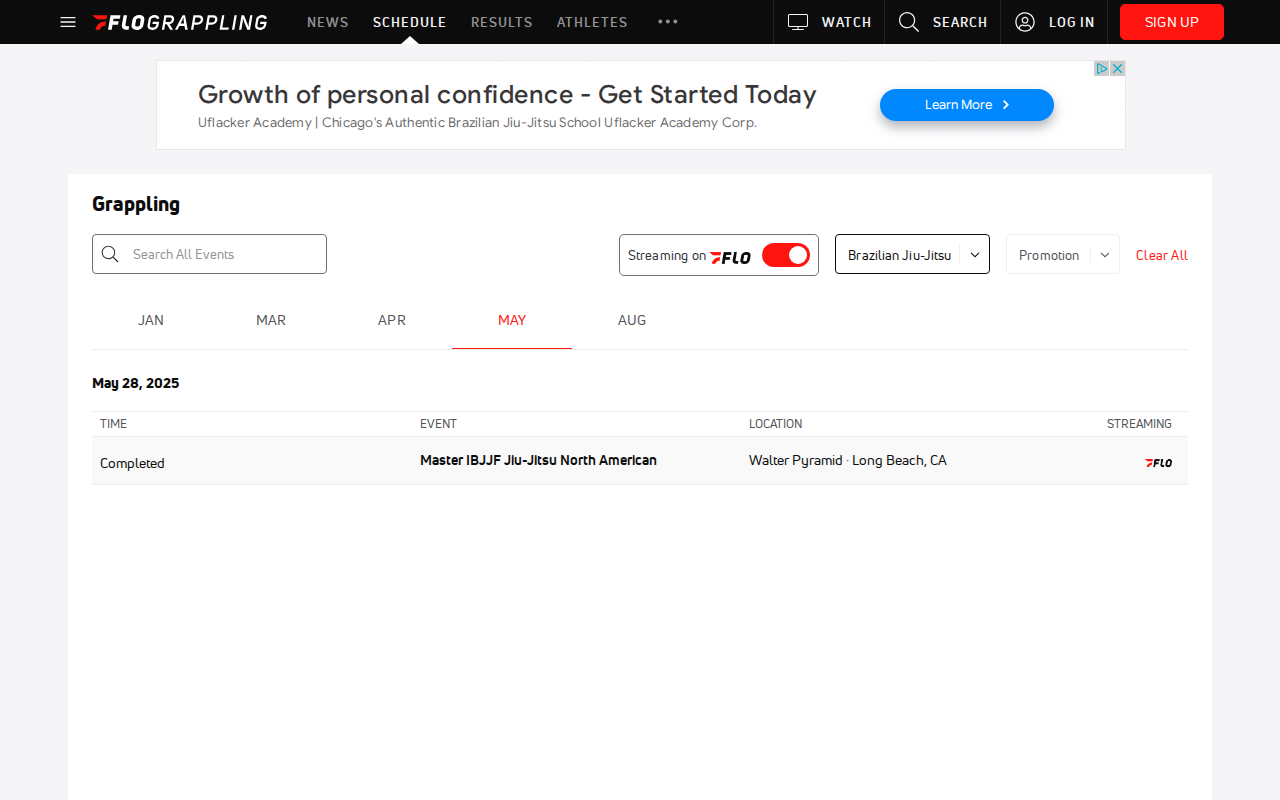 FLOGRAPPLING NEWS SCHEDULE RESULTS ATHLETES WATCH SEARCH LOG IN SIGN UP
Growth of personal confidence - Get Started Today
Uflacker Academy | Chicago's Authentic Brazilian Jiu-Jitsu School Uflacker Academy Corp.
Learn More
Grappling
Search All Events
Streaming on FLO
Brazilian Jiu-Jitsu
Promotion
Clear All
JAN MAR APR MAY AUG
May 28, 2025
TIME EVENT LOCATION STREAMING
Completed Master IBJJF Jiu-Jitsu North American Walter Pyramid · Long Beach, CA FLO